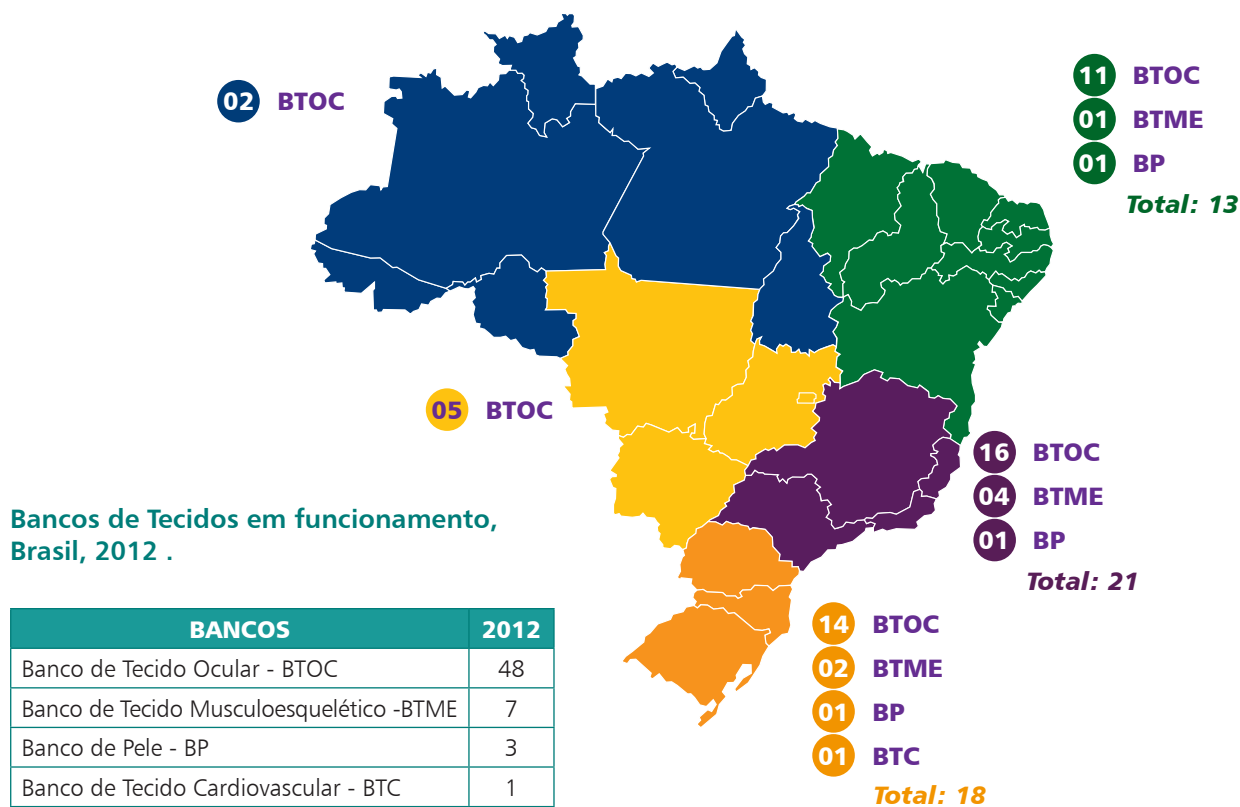 02 BTOC
11 BTOC
01 BTME
01 BP
Total: 13
05 BTOC
16 BTOC
04 BTME
01 BP
Total: 21
14 BTOC
02 BTME
01 BP
01 BTC
Total: 18
Bancos de Tecidos em funcionamento,
Brasil, 2012 .
BANCOS 2012
Banco de Tecido Ocular - BTOC 48
Banco de Tecido Musculoesquelético -BTME 7
Banco de Pele - BP 3
Banco de Tecido Cardiovascular - BTC 1